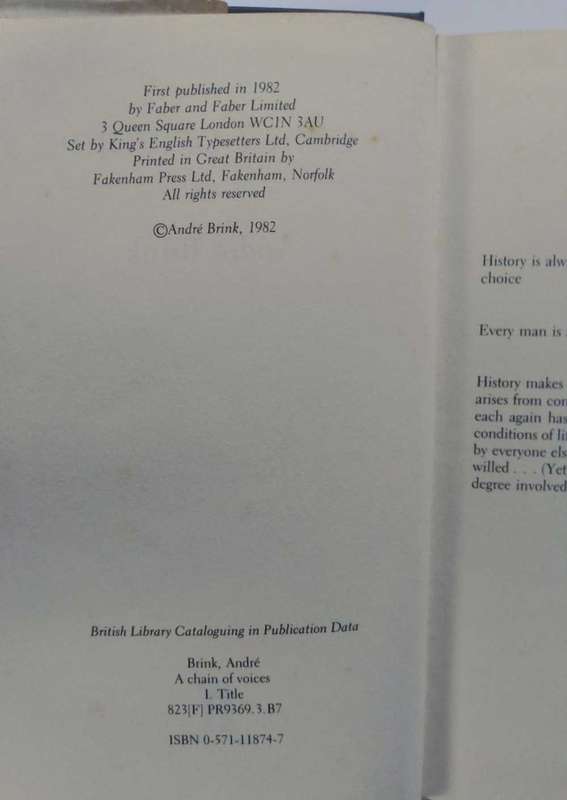 First published in 1982
by Faber and Faber Limited
3 Queen Square London WC1N 3AU
Set by King's English Typesetters Ltd, Cambridge
Printed in Great Britain by
Fakenham Press Ltd, Fakenham, Norfolk
All rights reserved
©André Brink, 1982
British Library Cataloguing in Publication Data
Brink, André
A chain of voices
I. Title
823[F] PR9369.3.B7
ISBN 0-571-11874-7
History is alw
choice
Every man is
History makes
arises from con
each again has
conditions of li
by everyone els
willed . . . (Yet
degree involved